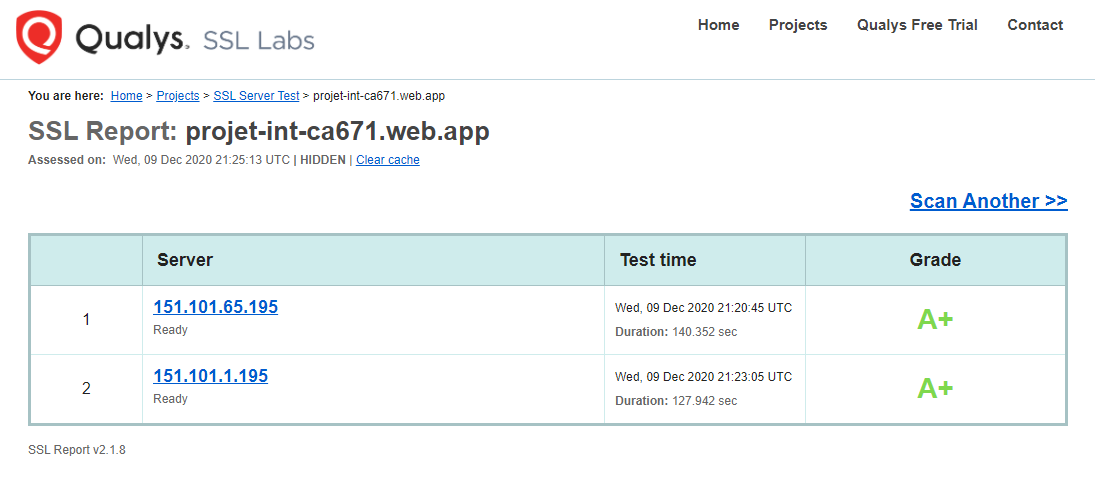 Qualys. SSL Labs
Home Projects Qualys Free Trial Contact
You are here: Home > Projects > SSL Server Test > projet-int-ca671.web.app
SSL Report: projet-int-ca671.web.app
Assessed on: Wed, 09 Dec 2020 21:25:13 UTC | HIDDEN | Clear cache
Scan Another >>
Server Test time Grade
1 151.101.65.195 Wed, 09 Dec 2020 21:20:45 UTC A+
Ready Duration: 140.352 sec
2 151.101.1.195 Wed, 09 Dec 2020 21:23:05 UTC A+
Ready Duration: 127.942 sec
SSL Report v2.1.8